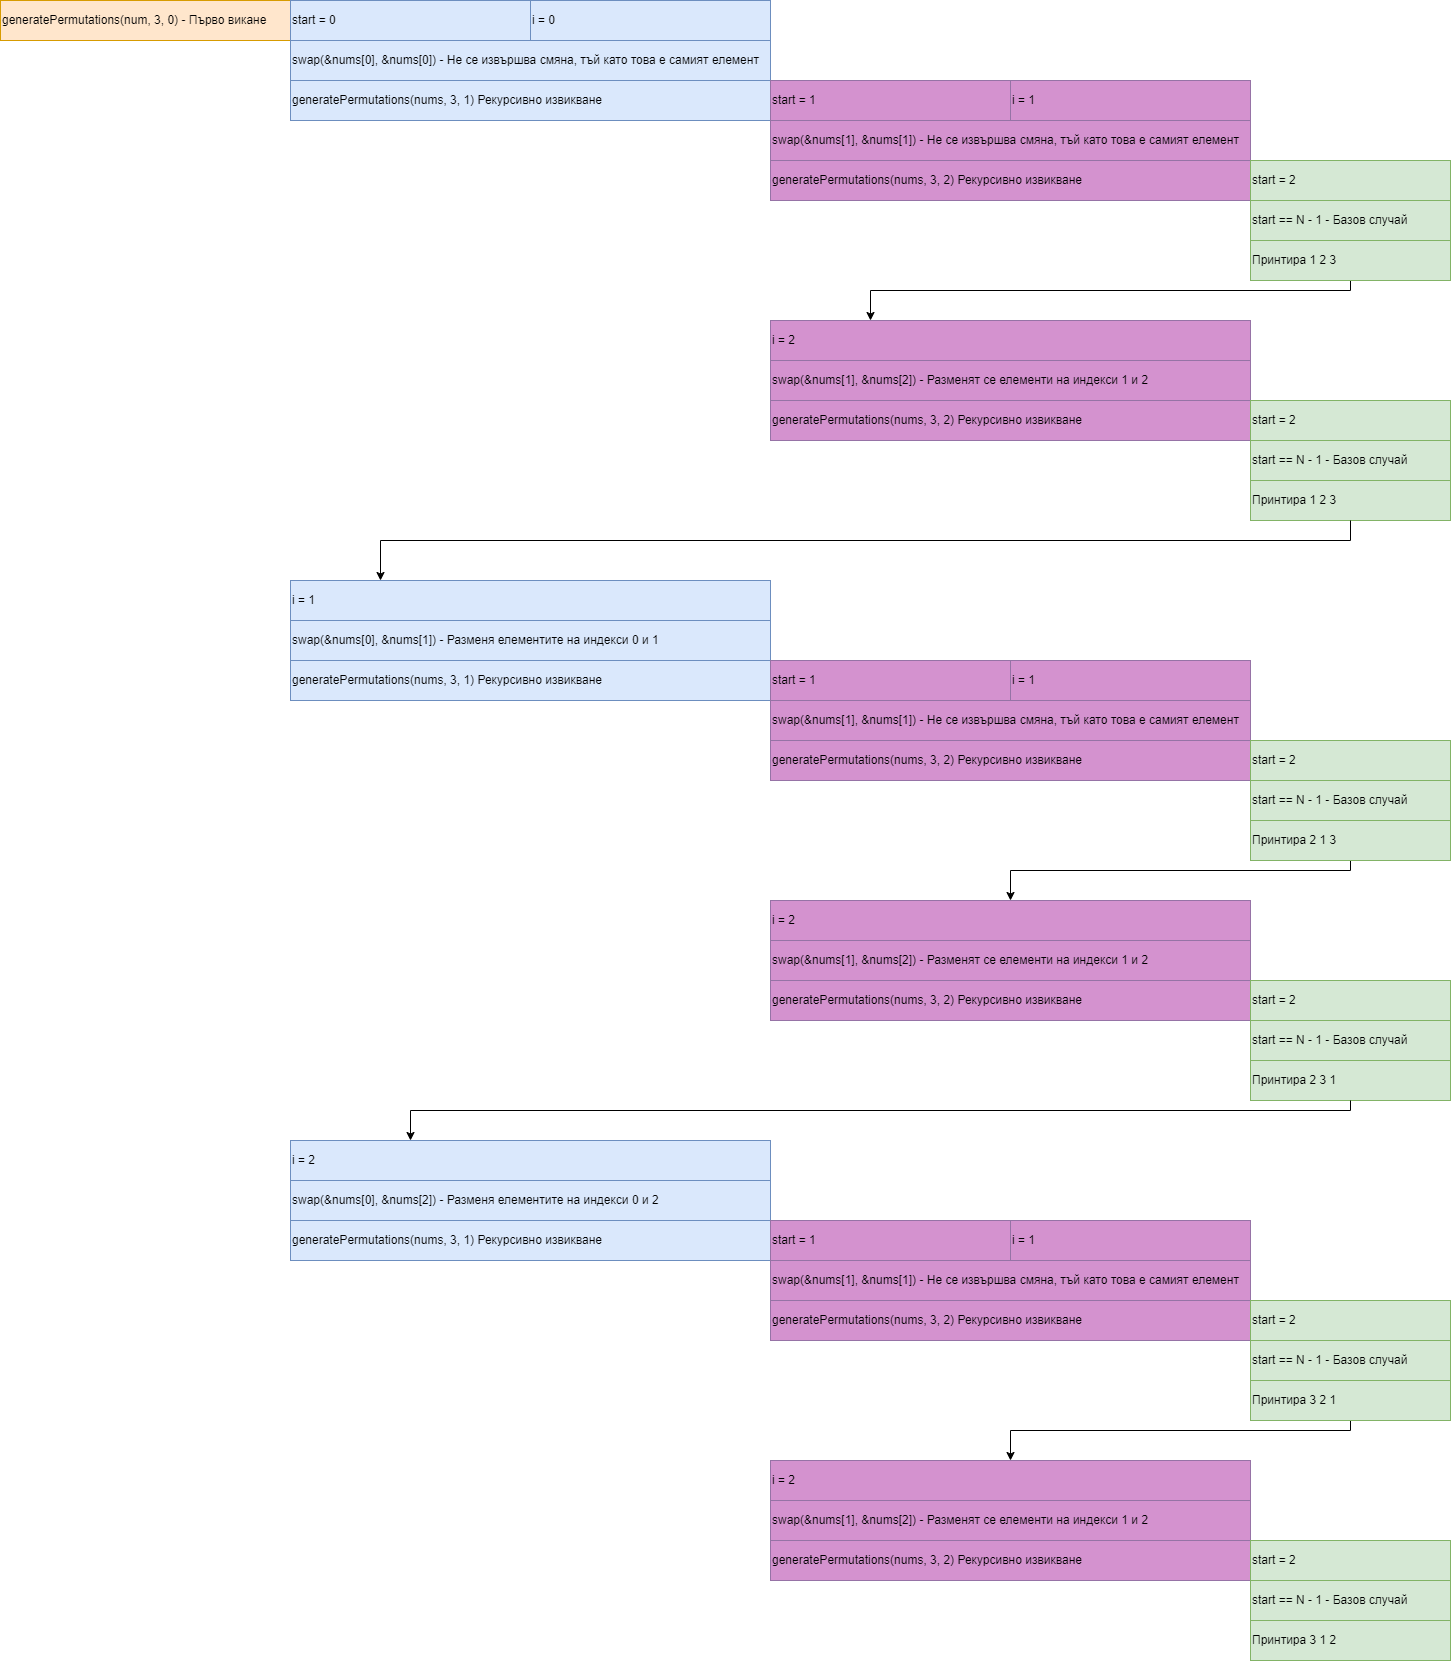 generatePermutations(num, 3, 0) - Първо викане
start = 0
i = 0
swap(&nums[0], &nums[0]) - Не се извършва смяна, тъй като това е самият елемент
generatePermutations(nums, 3, 1) Рекурсивно извикване
start = 1
i = 1
swap(&nums[1], &nums[1]) - Не се извършва смяна, тъй като това е самият елемент
generatePermutations(nums, 3, 2) Рекурсивно извикване
start = 2
start == N - 1 - Базов случай
Принтира 1 2 3
i = 2
swap(&nums[1], &nums[2]) - Разменят се елементи на индекси 1 и 2
generatePermutations(nums, 3, 2) Рекурсивно извикване
start = 2
start == N - 1 - Базов случай
Принтира 1 2 3
i = 1
swap(&nums[0], &nums[1]) - Разменя елементите на индекси 0 и 1
generatePermutations(nums, 3, 1) Рекурсивно извикване
start = 1
i = 1
swap(&nums[1], &nums[1]) - Не се извършва смяна, тъй като това е самият елемент
generatePermutations(nums, 3, 2) Рекурсивно извикване
start = 2
start == N - 1 - Базов случай
Принтира 2 1 3
i = 2
swap(&nums[1], &nums[2]) - Разменят се елементи на индекси 1 и 2
generatePermutations(nums, 3, 2) Рекурсивно извикване
start = 2
start == N - 1 - Базов случай
Принтира 2 3 1
i = 2
swap(&nums[0], &nums[2]) - Разменя елементите на индекси 0 и 2
generatePermutations(nums, 3, 1) Рекурсивно извикване
start = 1
i = 1
swap(&nums[1], &nums[1]) - Не се извършва смяна, тъй като това е самият елемент
generatePermutations(nums, 3, 2) Рекурсивно извикване
start = 2
start == N - 1 - Базов случай
Принтира 3 2 1
i = 2
swap(&nums[1], &nums[2]) - Разменят се елементи на индекси 1 и 2
generatePermutations(nums, 3, 2) Рекурсивно извикване
start = 2
start == N - 1 - Базов случай
Принтира 3 1 2